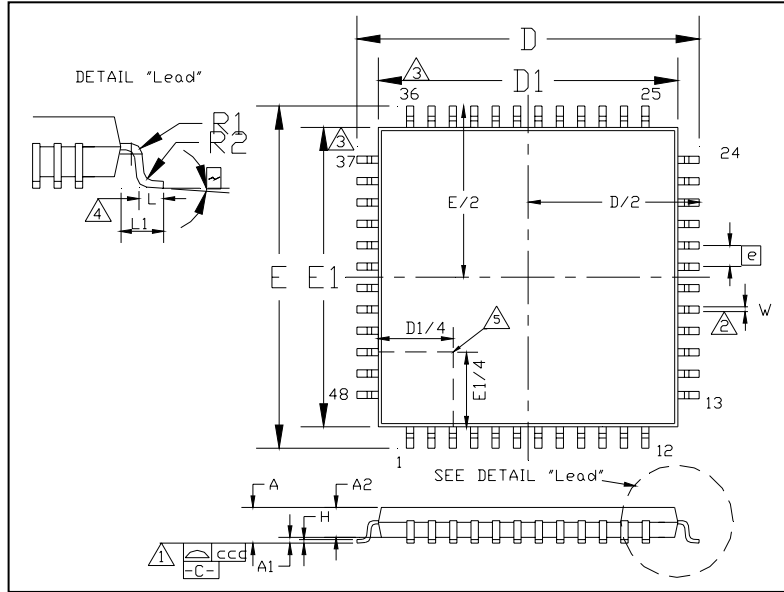 D
DETAIL "Lead"
3
D1
36
25
R1
R2
3
37
24
E/2
D/2
4
L
L1
e
E
E1
W
2
D1/4
5
E1/4
48
13
1
12
SEE DETAIL "Lead"
A
A2
H
1
ccc
-C-
A1